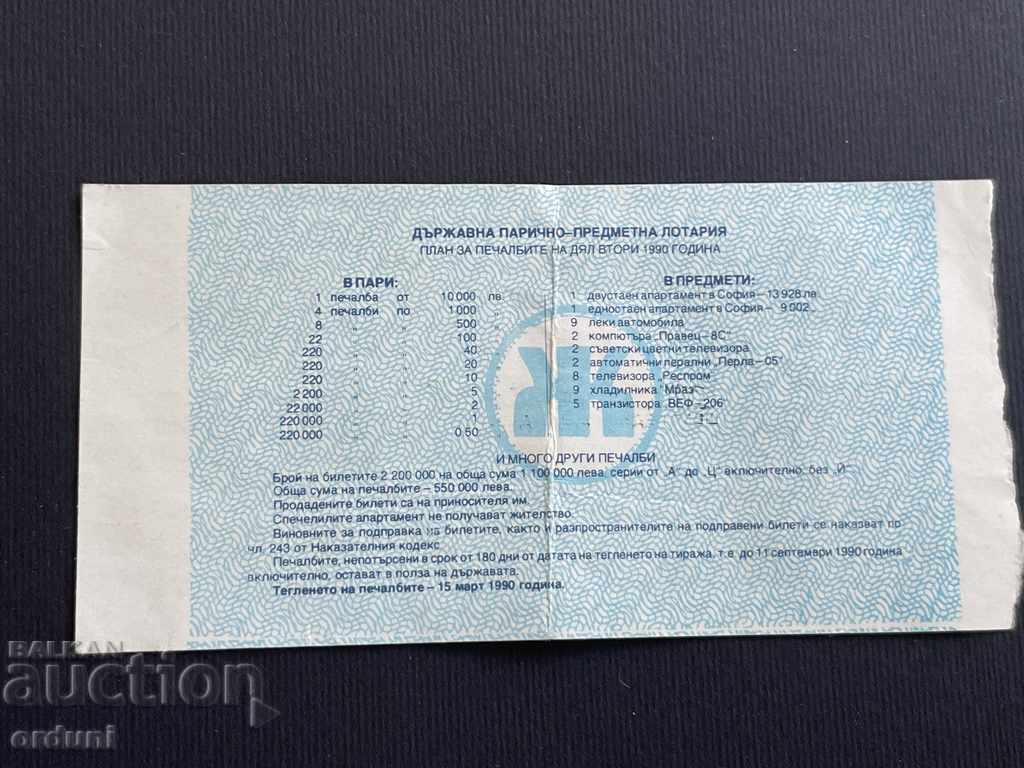 ДЪРЖАВНА ПАРИЧНО-ПРЕДМЕТНА ЛОТАРИЯ
ПЛАН ЗА ПЕЧАЛБИТЕ НА ДЯЛ ВТОРИ 1990 ГОДИНА
В ПАРИ:
1 печалба от 10 000 лв.
4 печалби по 1 000 „
8 „ „ 500 „
22 „ „ 100 „
220 „ „ 40 „
220 „ „ 20 „
220 „ „ 10 „
2 200 „ „ 5 „
22 000 „ „ 2 „
220 000 „ „ 1 „
220 000 „ „ 0,50 „
В ПРЕДМЕТИ:
1 двустаен апартамент в София – 13 928 лв.
1 едностаен апартамент в София – 9 002 „
9 леки автомобила
2 компютъра „Правец-8С"
2 съветски цветни телевизора
2 автоматични перални „Перла-05"
8 телевизора „Респром"
9 хладилника "Мраз"
5 транзистора „ВЕФ-206"
И МНОГО ДРУГИ ПЕЧАЛБИ
Брой на билетите 2 200 000 на обща сума 1 100 000 лева, серии от „А" до „Ц" включително, без „Й"
Обща сума на печалбите – 550 000 лева.
Продадените билети са на приносителя им.
Спечелилите апартамент не получават жителство.
Виновните за подправка на билетите, както и разпространителите на подправени билети се наказват по
чл. 243 от Наказателния кодекс.
Печалбите, непотърсени в срок от 180 дни от датата на тегленето на тиража, т.е. до 11 септември 1990 година
включително, остават в полза на държавата.
Тегленето на печалбите – 15 март 1990 година.
BALKAN
auction
orduni